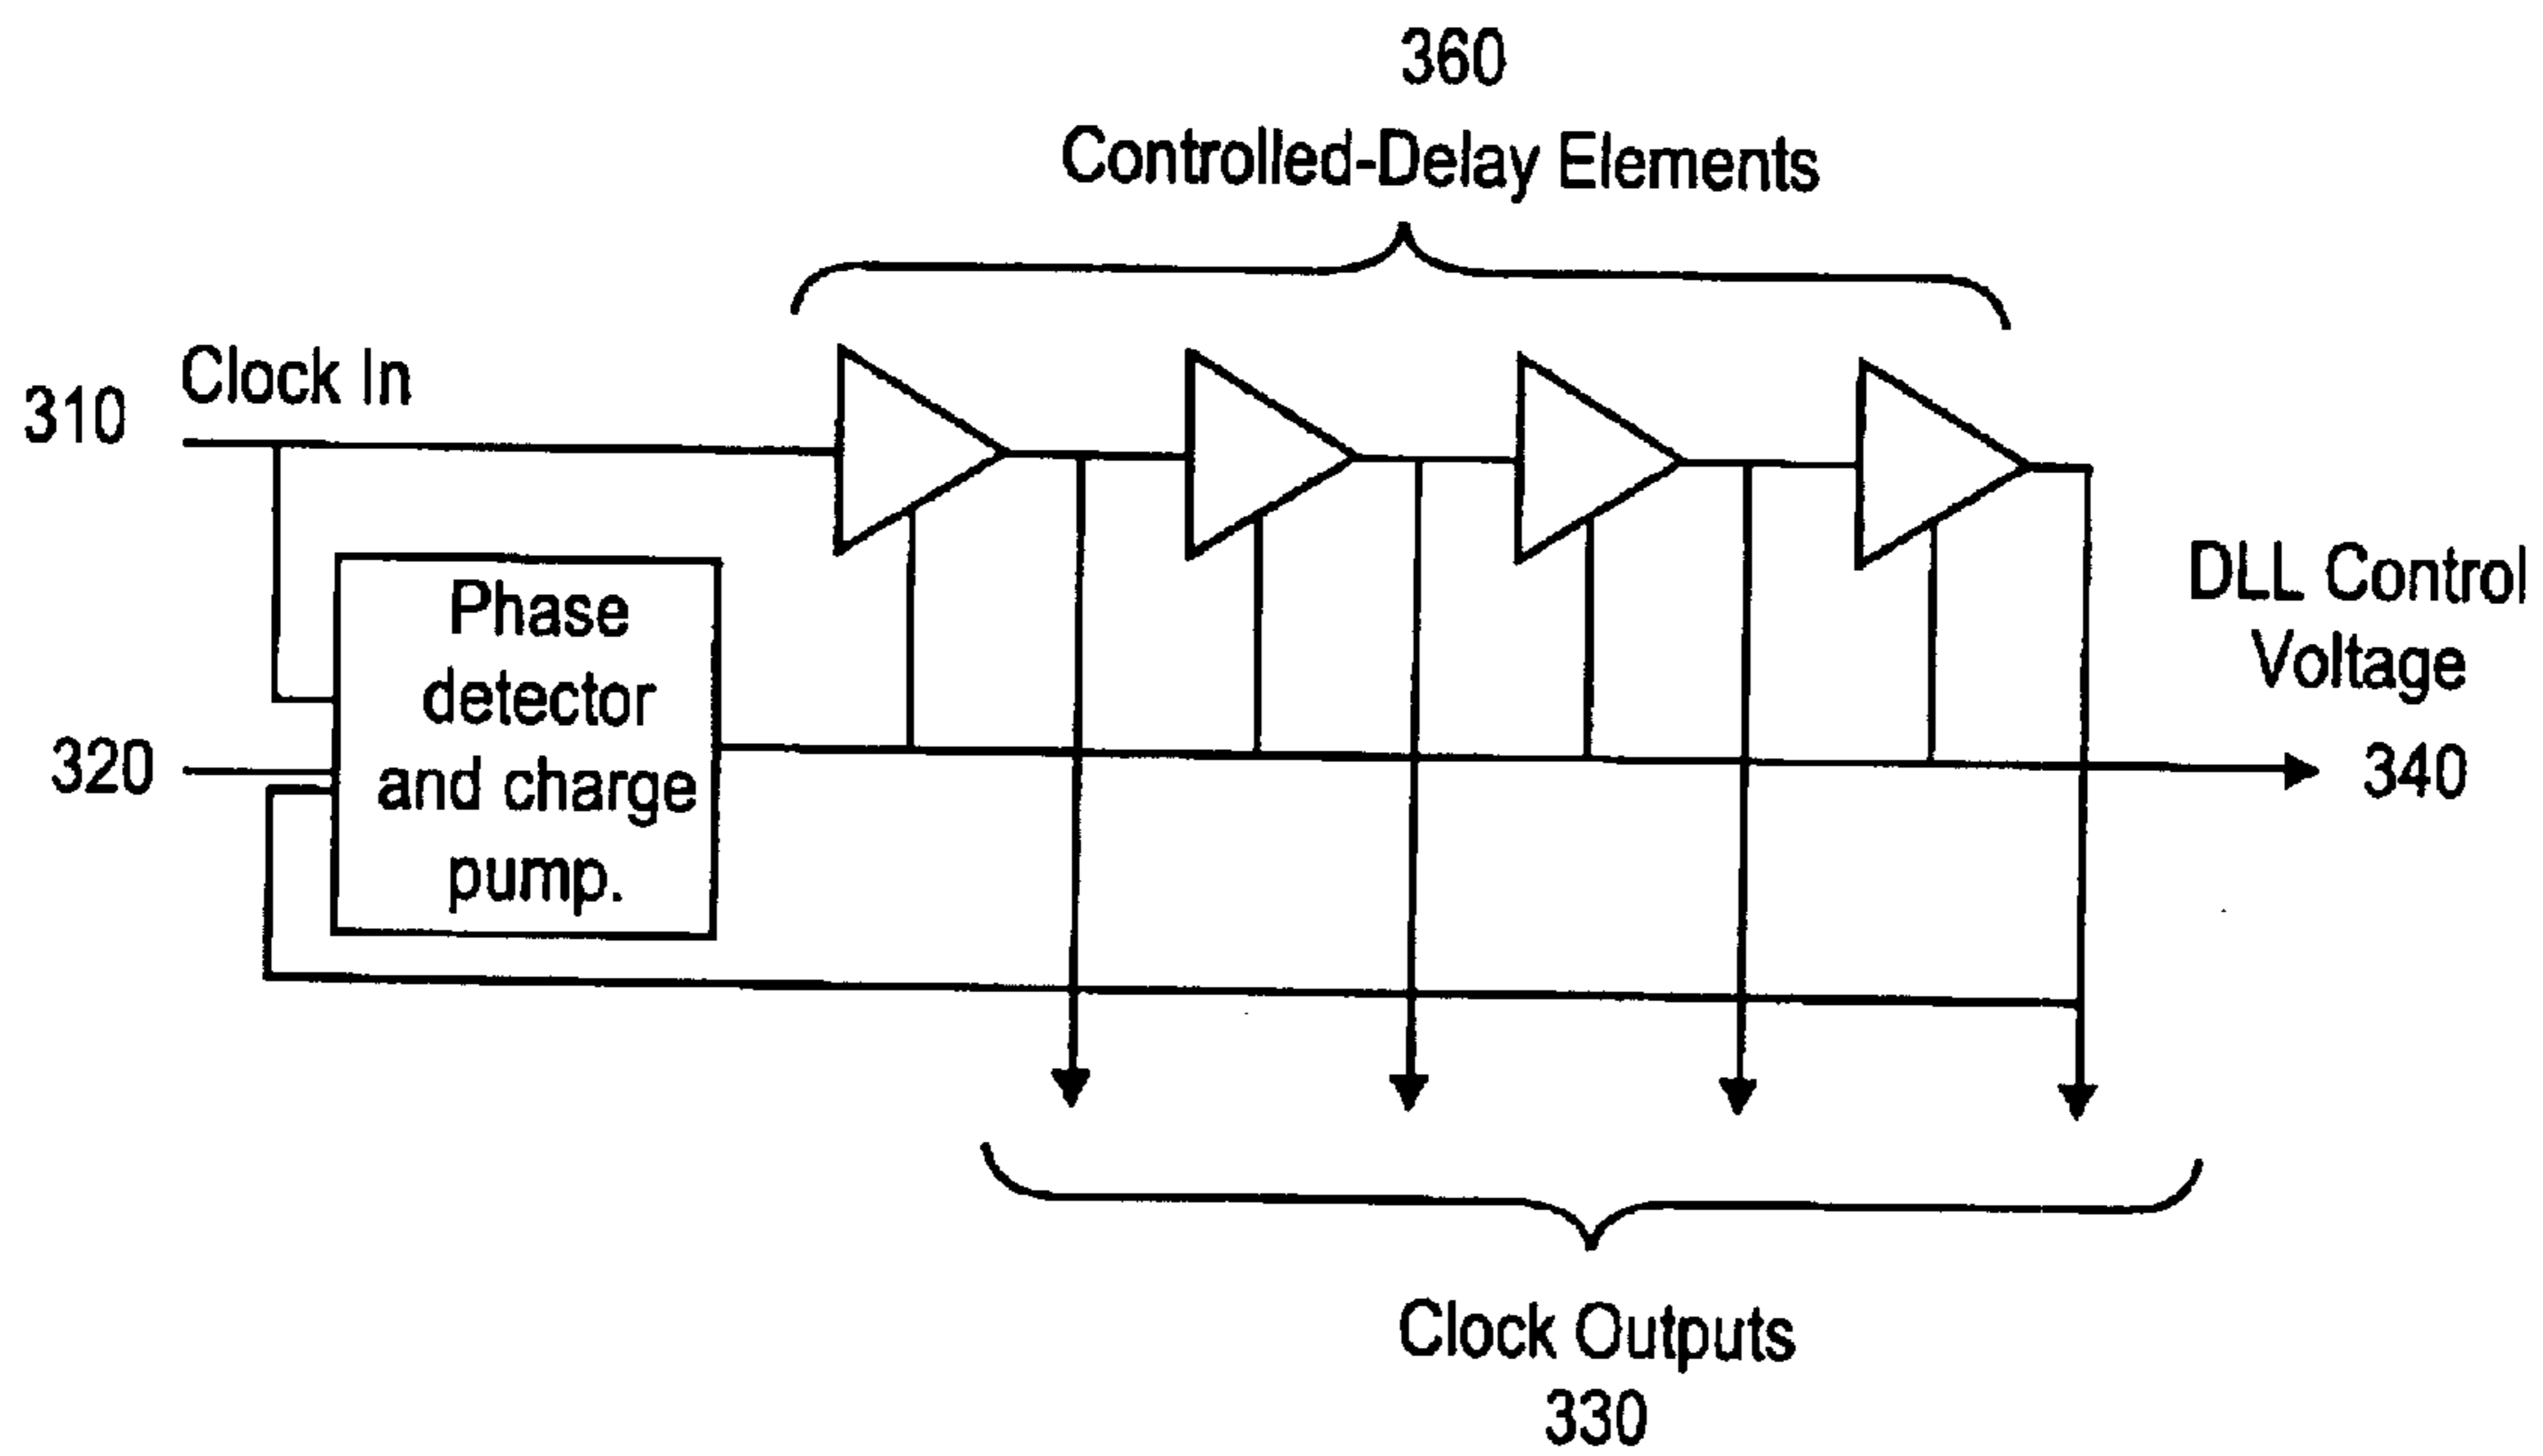 360
Controlled-Delay Elements
Clock In
310
Phase
detector
and charge
pump.
320
DLL Control
Voltage
340
Clock Outputs
330